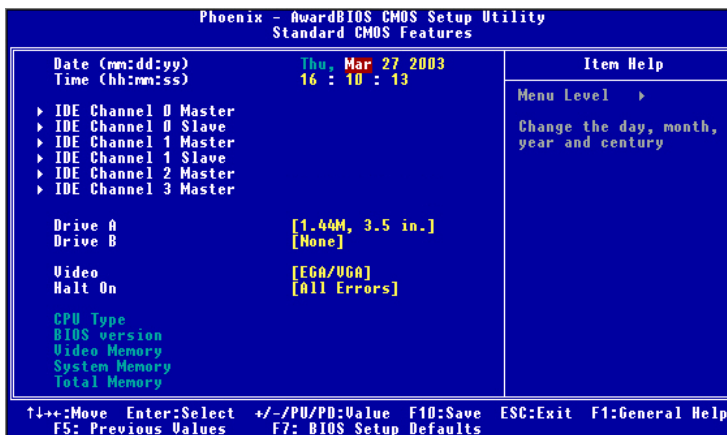 Phoenix - AwardBIOS CMOS Setup Utility
Standard CMOS Features
Date (mm:dd:yy) Thu, Mar 27 2003
Time (hh:mm:ss) 16 : 10 : 13
IDE Channel 0 Master
IDE Channel 0 Slave
IDE Channel 1 Master
IDE Channel 1 Slave
IDE Channel 2 Master
IDE Channel 3 Master
Drive A [1.44M, 3.5 in.]
Drive B [None]
Video [EGA/VGA]
Halt On [All Errors]
CPU Type
BIOS version
Video Memory
System Memory
Total Memory
Item Help
Menu Level ▸
Change the day, month,
year and century
↑↓→←:Move Enter:Select +/-/PU/PD:Value F10:Save ESC:Exit F1:General Help
F5: Previous Values F7: BIOS Setup Defaults